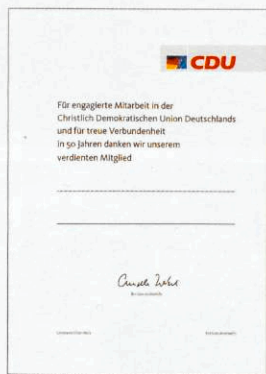 CDU
Für engagierte Mitarbeit in der
Christlich Demokratischen Union Deutschlands
und für treue Verbundenheit
in 50 Jahren danken wir unserem
verdienten Mitglied